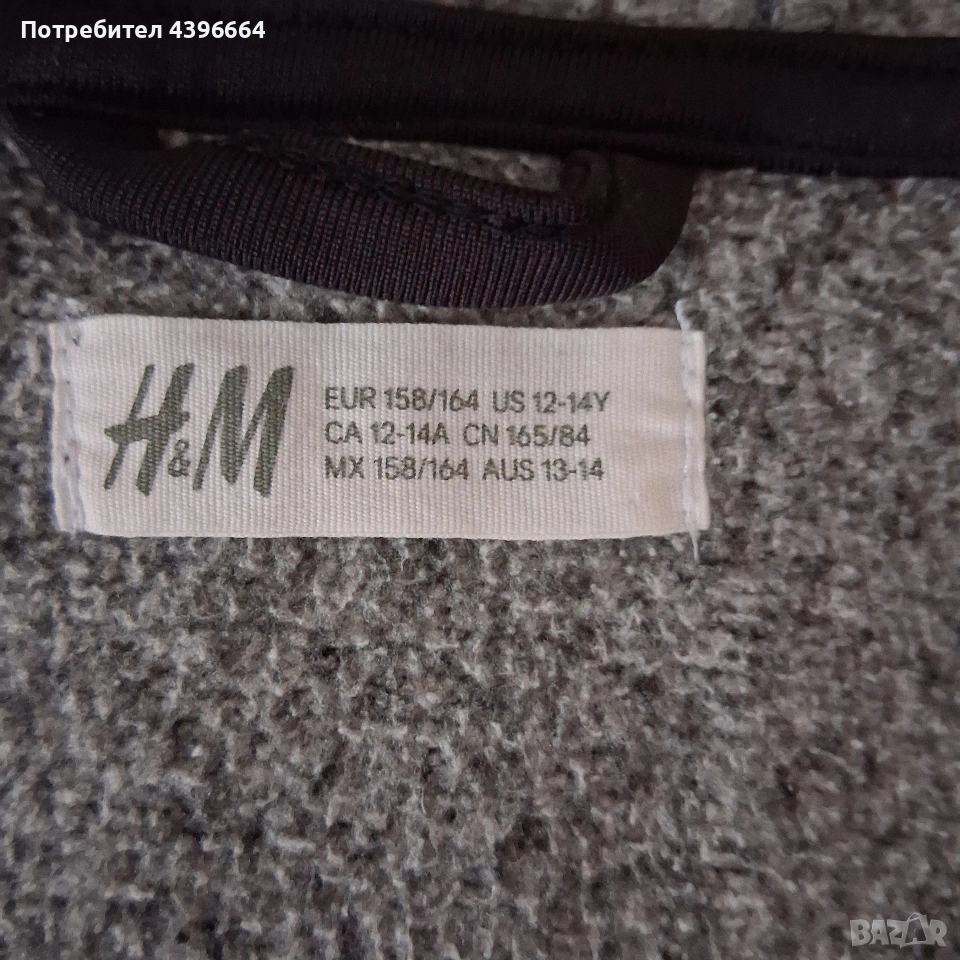 Потребител 4396664
H&M
EUR 158/164 US 12-14Y
CA 12-14A CN 165/84
MX 158/164 AUS 13-14
BAZAR